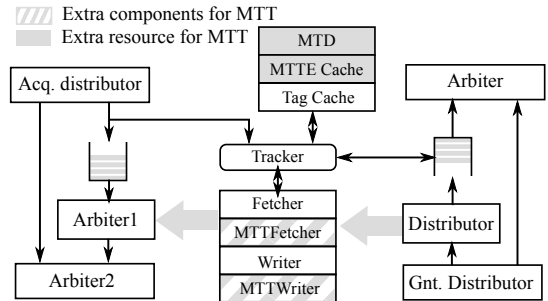 Extra components for MTT
Extra resource for MTT
MTD
MTTE Cache
Tag Cache
Acq. distributor
Arbiter
Tracker
Fetcher
MTTFetcher
Writer
MTTWriter
Arbiter1
Arbiter2
Distributor
Gnt. Distributor